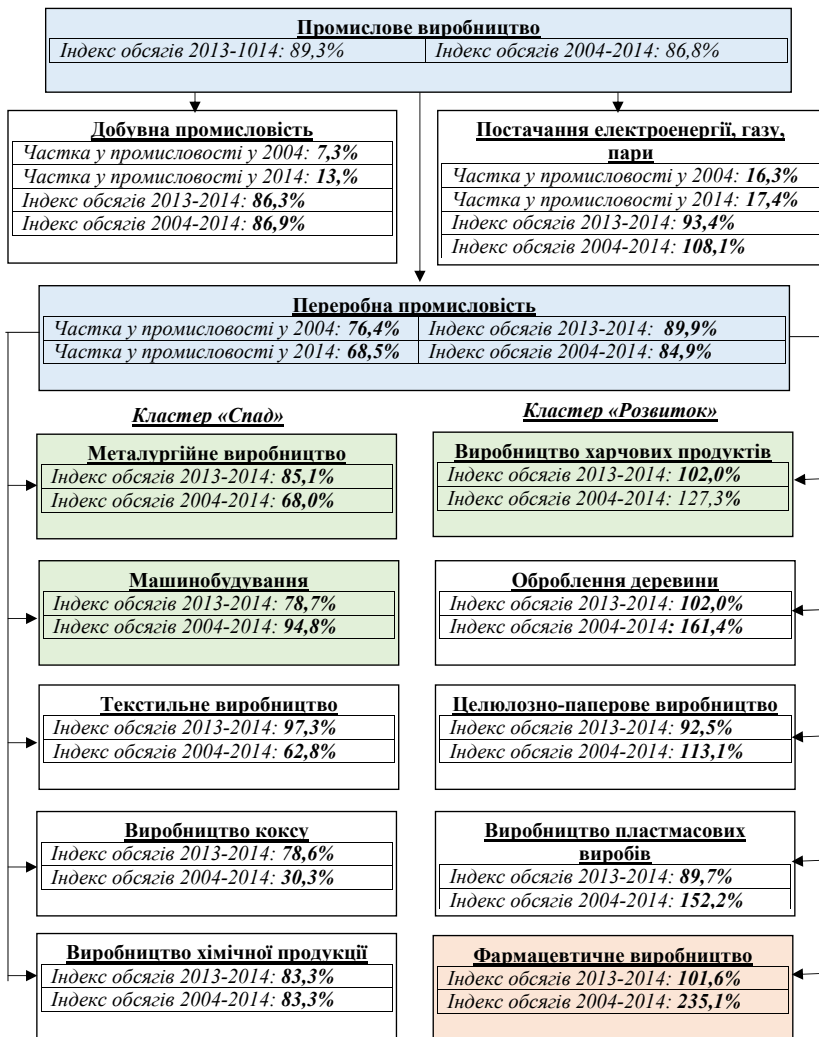 Промислове виробництво
Індекс обсягів 2013-1014: 89,3%
Індекс обсягів 2004-2014: 86,8%
Добувна промисловість
Частка у промисловості у 2004: 7,3%
Частка у промисловості у 2014: 13,%
Індекс обсягів 2013-2014: 86,3%
Індекс обсягів 2004-2014: 86,9%
Постачання електроенергії, газу,
пари
Частка у промисловості у 2004: 16,3%
Частка у промисловості у 2014: 17,4%
Індекс обсягів 2013-2014: 93,4%
Індекс обсягів 2004-2014: 108,1%
Переробна промисловість
Частка у промисловості у 2004: 76,4%
Індекс обсягів 2013-2014: 89,9%
Частка у промисловості у 2014: 68,5%
Індекс обсягів 2004-2014: 84,9%
Кластер «Спад»
Кластер «Розвиток»
Металургійне виробництво
Індекс обсягів 2013-2014: 85,1%
Індекс обсягів 2004-2014: 68,0%
Виробництво харчових продуктів
Індекс обсягів 2013-2014: 102,0%
Індекс обсягів 2004-2014: 127,3%
Машинобудування
Індекс обсягів 2013-2014: 78,7%
Індекс обсягів 2004-2014: 94,8%
Оброблення деревини
Індекс обсягів 2013-2014: 102,0%
Індекс обсягів 2004-2014: 161,4%
Текстильне виробництво
Індекс обсягів 2013-2014: 97,3%
Індекс обсягів 2004-2014: 62,8%
Целюлозно-паперове виробництво
Індекс обсягів 2013-2014: 92,5%
Індекс обсягів 2004-2014: 113,1%
Виробництво коксу
Індекс обсягів 2013-2014: 78,6%
Індекс обсягів 2004-2014: 30,3%
Виробництво пластмасових
виробів
Індекс обсягів 2013-2014: 89,7%
Індекс обсягів 2004-2014: 152,2%
Виробництво хімічної продукції
Індекс обсягів 2013-2014: 83,3%
Індекс обсягів 2004-2014: 83,3%
Фармацевтичне виробництво
Індекс обсягів 2013-2014: 101,6%
Індекс обсягів 2004-2014: 235,1%